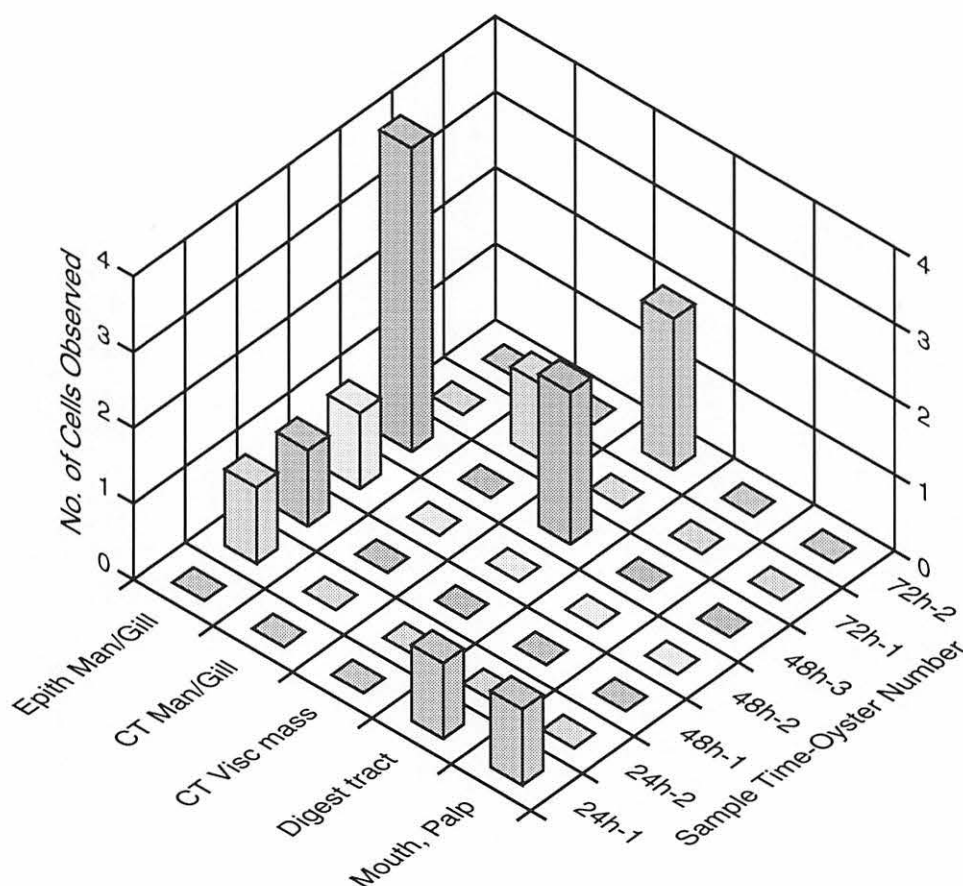 4
3
2
1
0
No. of Cells Observed
4
3
2
1
0
Epith Man/Gill
CT Man/Gill
CT Visc mass
Digest tract
Mouth, Palp
24h-1
24h-2
48h-1
48h-2
48h-3
72h-1
72h-2
Sample Time-Oyster Number